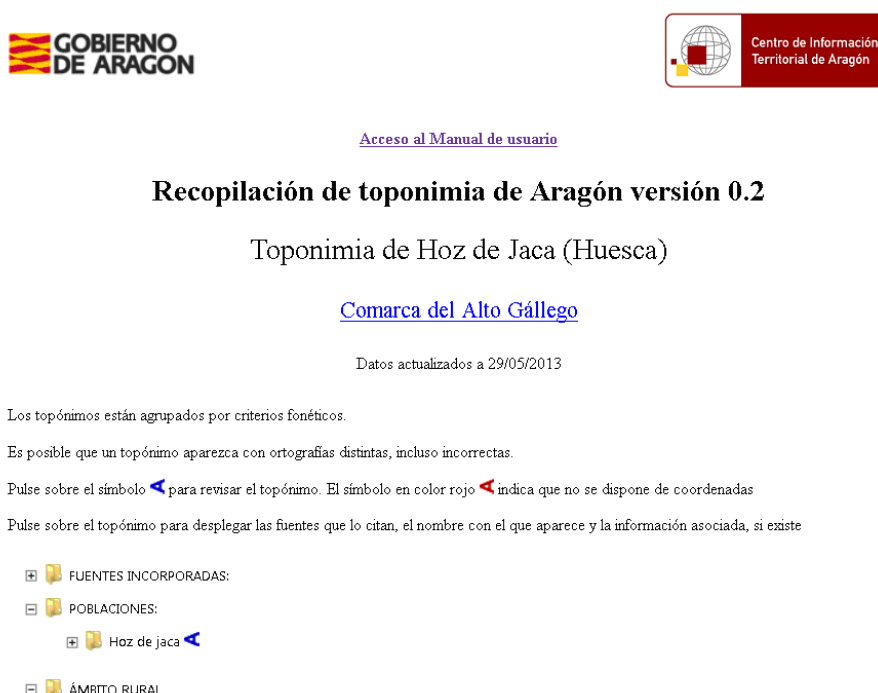 GOBIERNO
DE ARAGON
Centro de Información
Territorial de Aragón
Acceso al Manual de usuario
Recopilación de toponimia de Aragón versión 0.2
Toponimia de Hoz de Jaca (Huesca)
Comarca del Alto Gállego
Datos actualizados a 29/05/2013
Los topónimos están agrupados por criterios fonéticos.
Es posible que un topónimo aparezca con ortografías distintas, incluso incorrectas.
Pulse sobre el símbolo para revisar el topónimo. El símbolo en color rojo indica que no se dispone de coordenadas
Pulse sobre el topónimo para desplegar las fuentes que lo citan, el nombre con el que aparece y la información asociada, si existe
FUENTES INCORPORADAS:
POBLACIONES:
Hoz de jaca
ÁMBITO RURAL